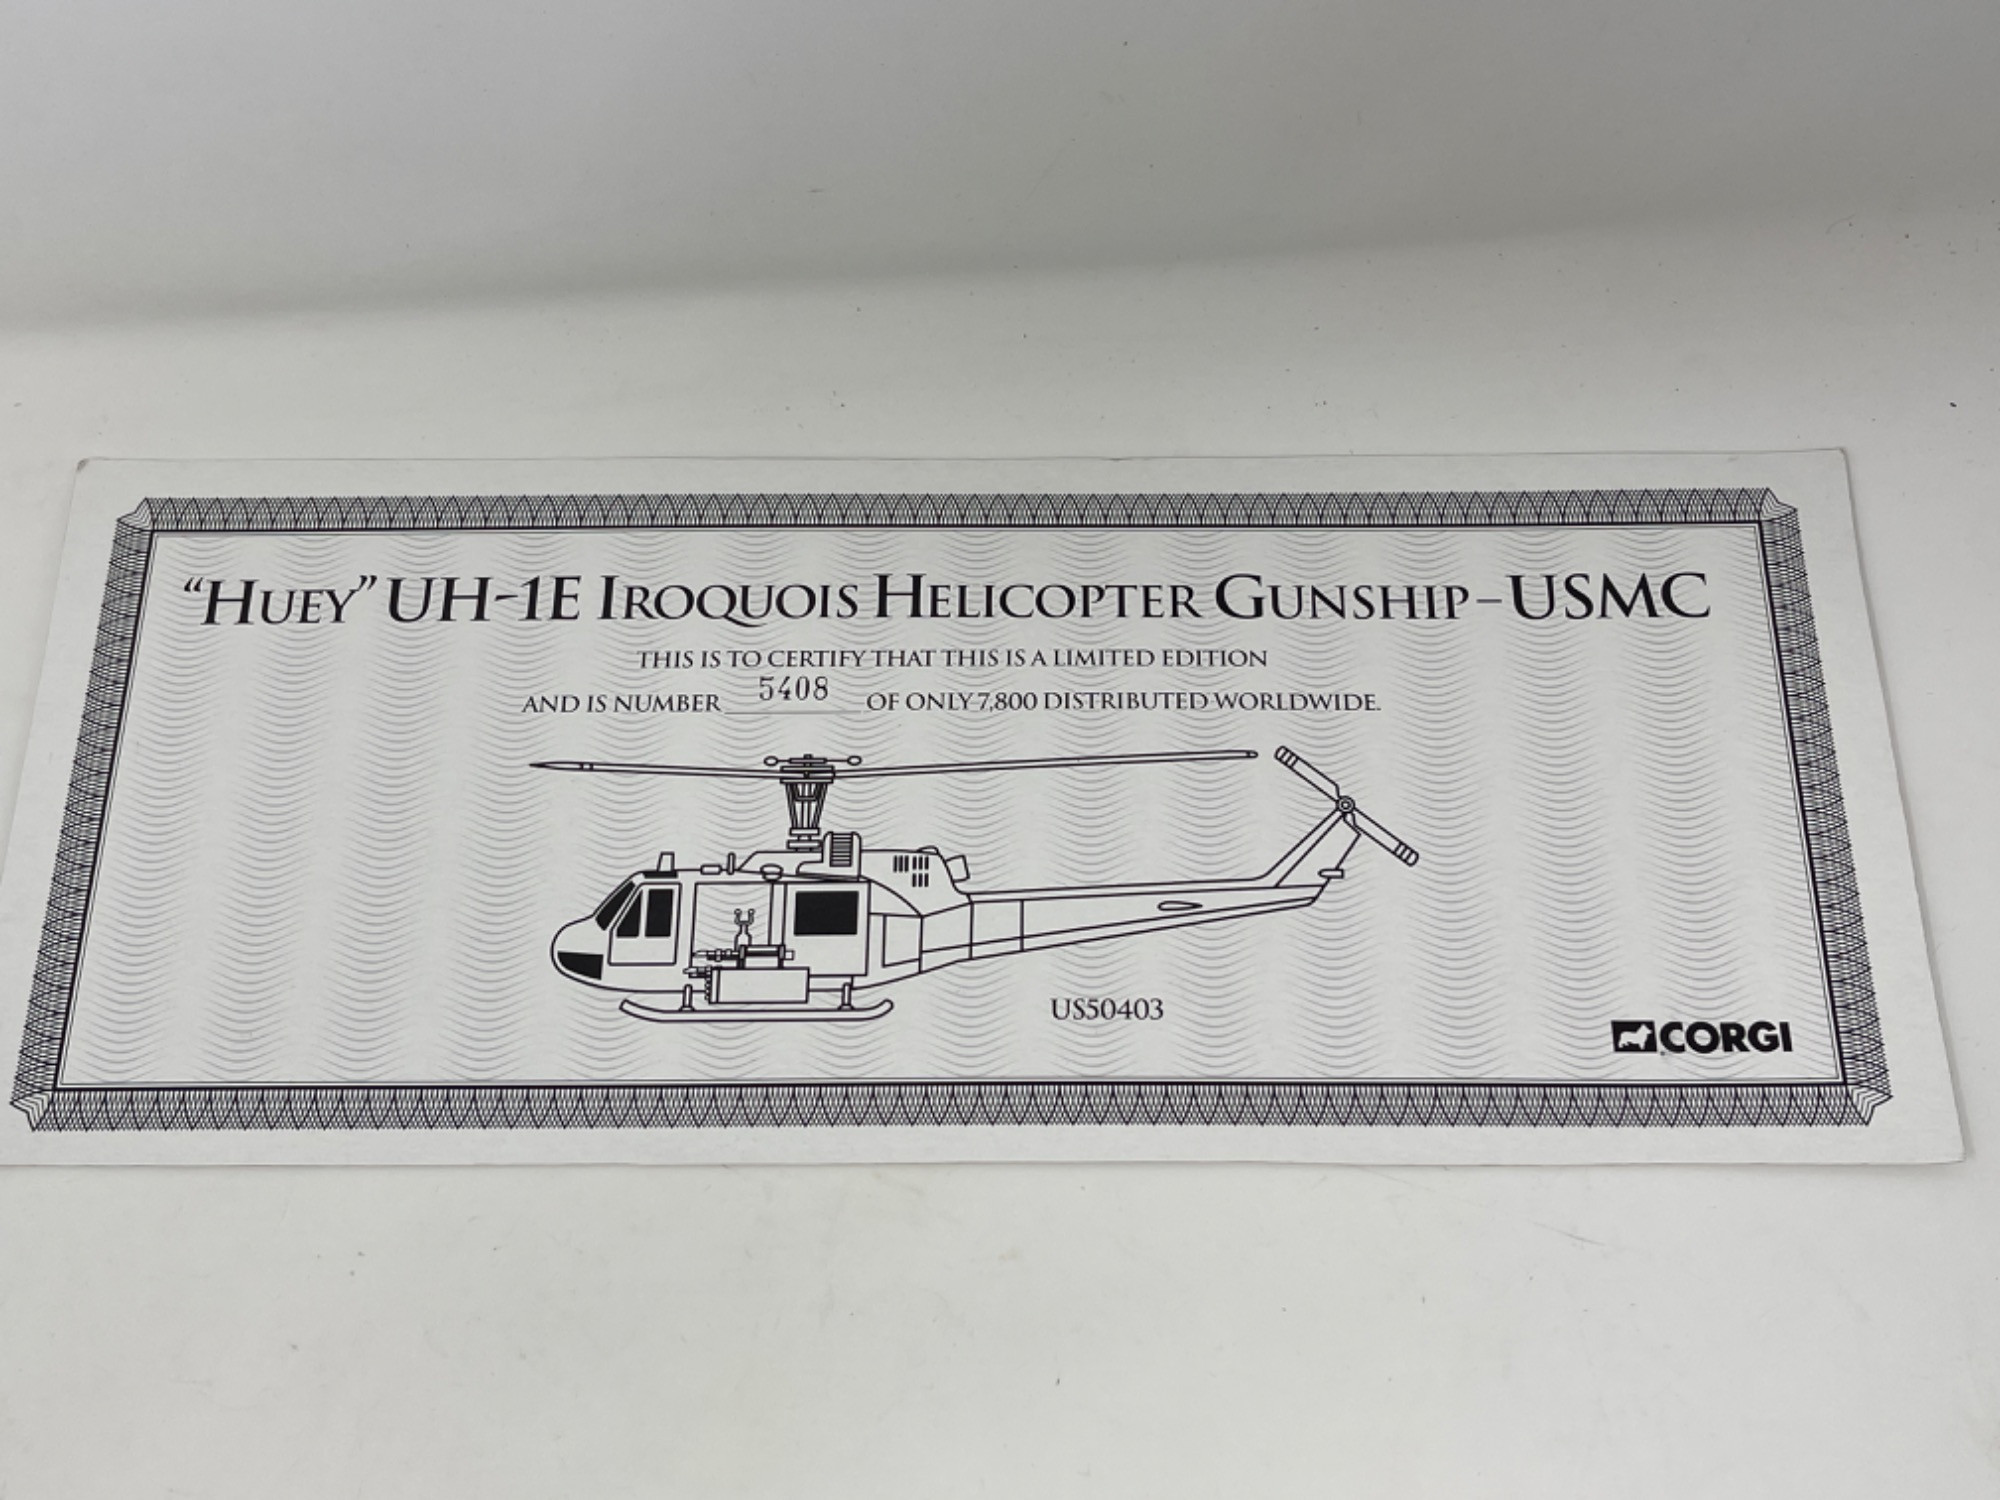 “HUEY” UH-1E IROQUOIS HELICOPTER GUNSHIP–USMC
THIS IS TO CERTIFY THAT THIS IS A LIMITED EDITION
AND IS NUMBER 5408 OF ONLY 7,800 DISTRIBUTED WORLDWIDE.
US50403
CORGI